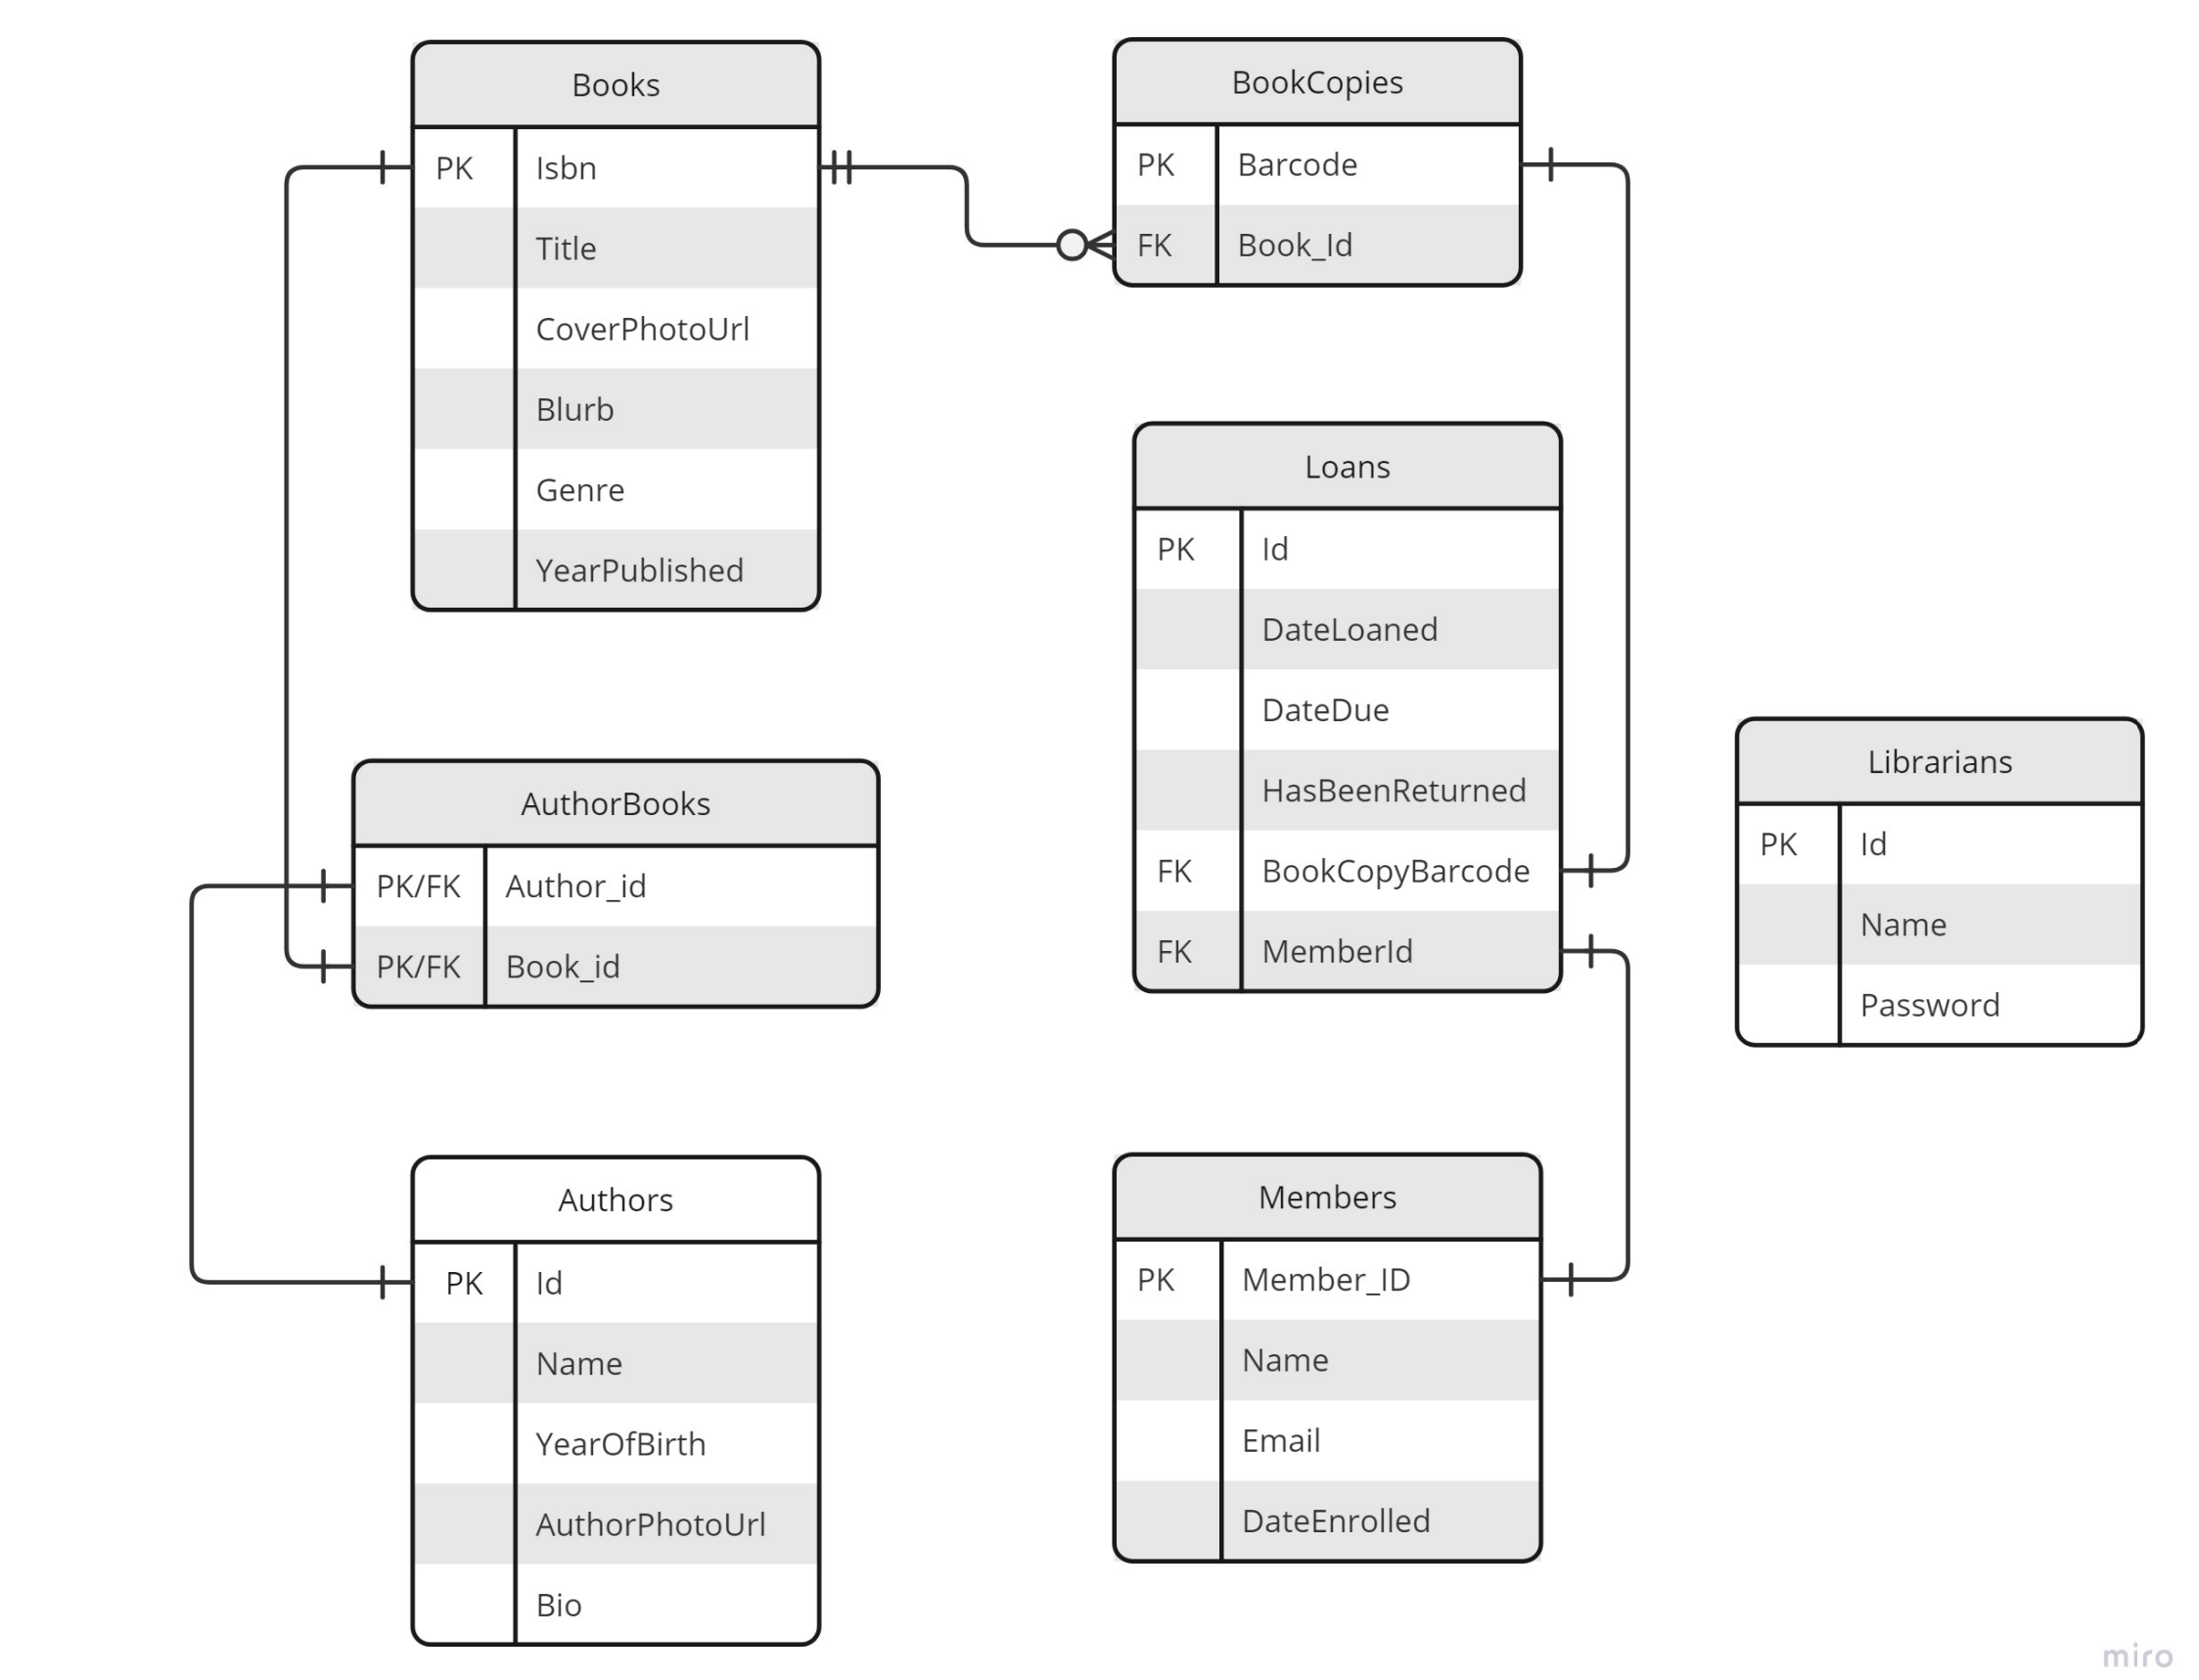 Books
PK Isbn
Title
CoverPhotoUrl
Blurb
Genre
YearPublished
BookCopies
PK Barcode
FK Book_Id
Loans
PK Id
DateLoaned
DateDue
HasBeenReturned
FK BookCopyBarcode
FK MemberId
Librarians
PK Id
Name
Password
AuthorBooks
PK/FK Author_id
PK/FK Book_id
Authors
PK Id
Name
YearOfBirth
AuthorPhotoUrl
Bio
Members
PK Member_ID
Name
Email
DateEnrolled
miro